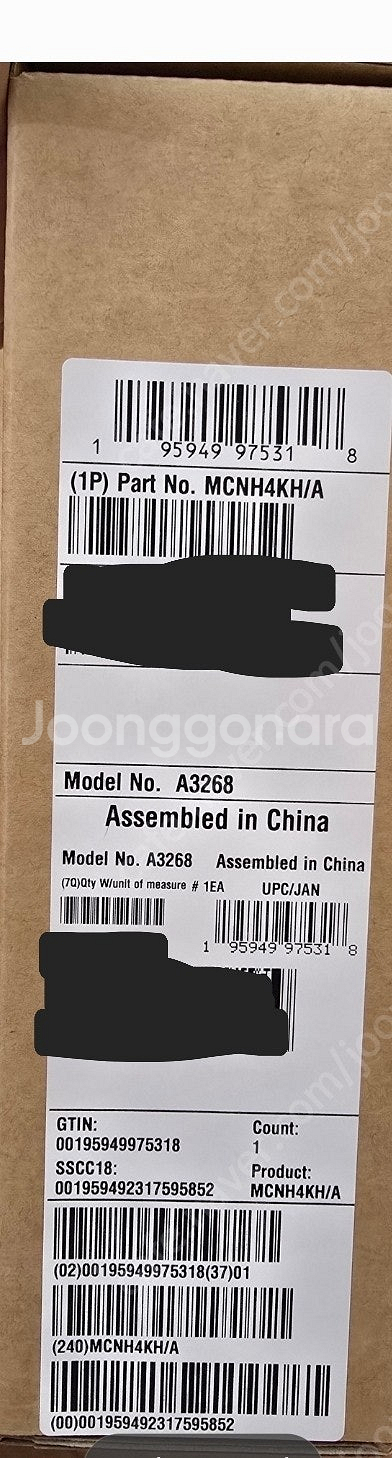 1 95949 97531 8
(1P) Part No. MCNH4KH/A
Joonggonara
Model No. A3268
Assembled in China
Model No. A3268 Assembled in China
(7Q)Qty W/unit of measure # 1EA UPC/JAN
1 95949 97531 8
GTIN: Count:
00195949975318 1
SSCC18: Product:
001959492317595852 MCNH4KH/A
(02)00195949975318(37)01
(240)MCNH4KH/A
(00)001959492317595852